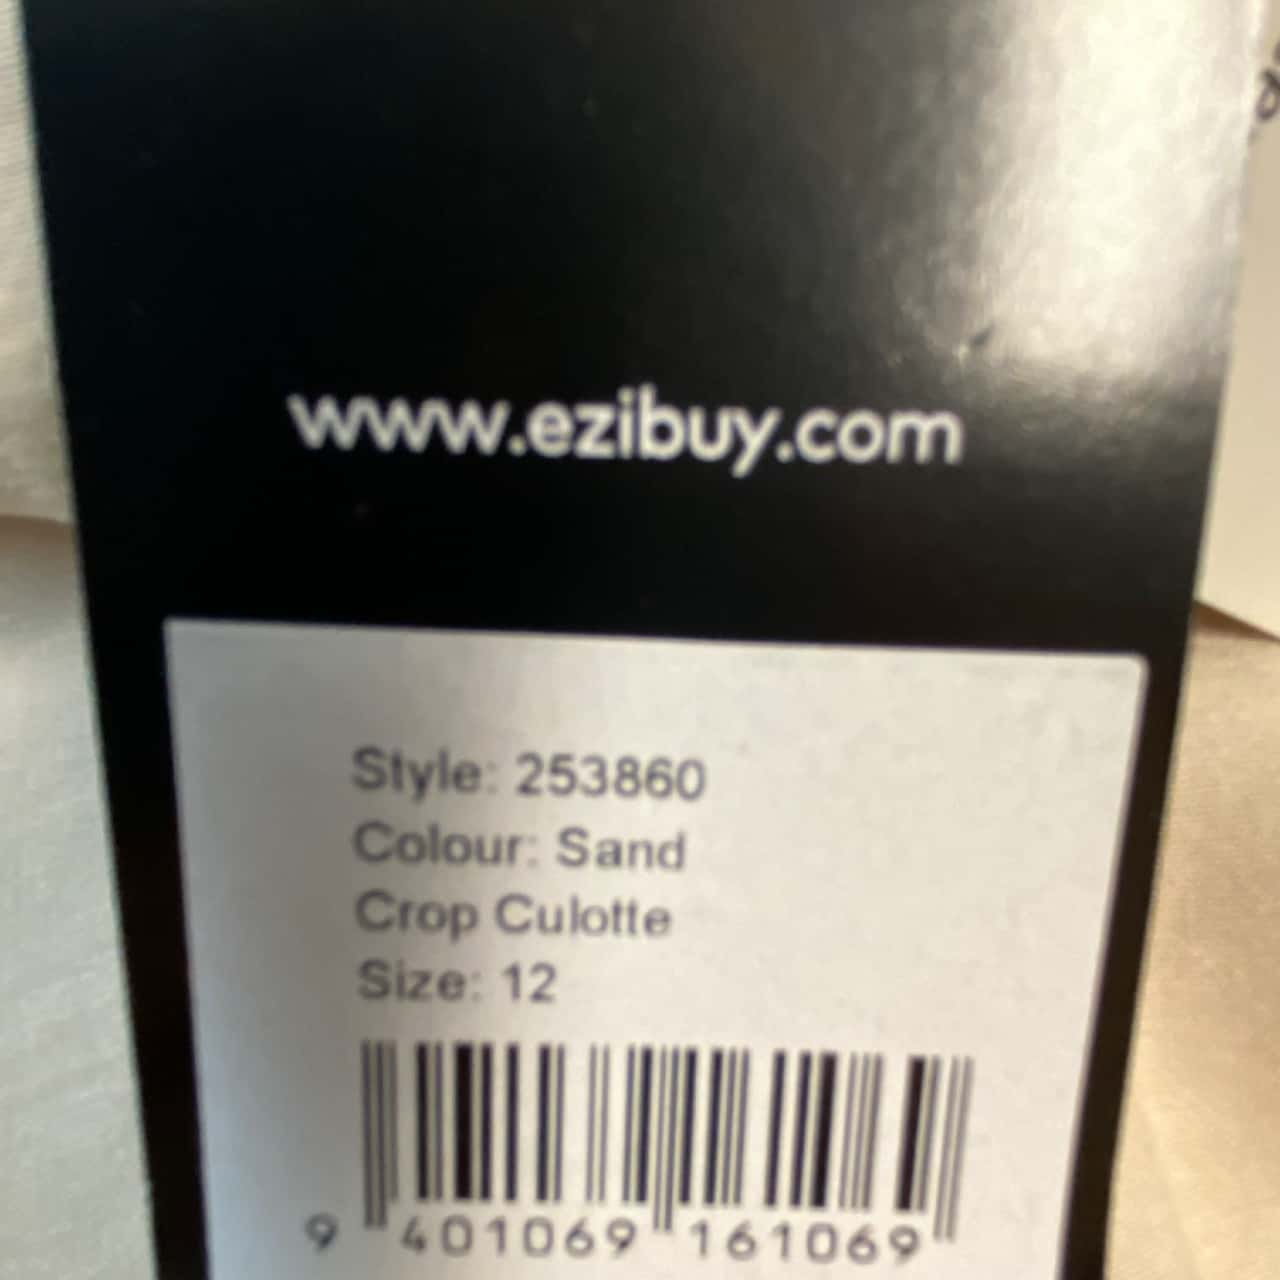 www.ezibuy.com
Style: 253860
Colour: Sand
Crop Culotte
Size: 12
9 401069 161069